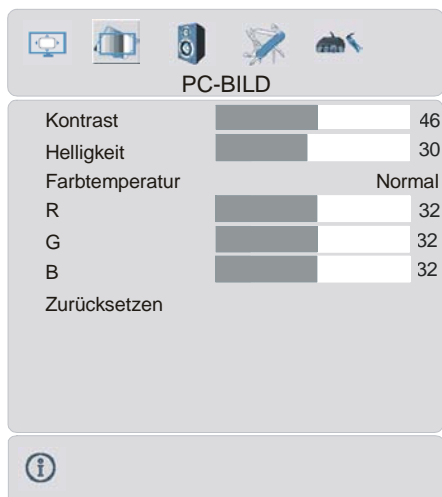 PC-BILD
Kontrast 46
Helligkeit 30
Farbtemperatur Normal
R 32
G 32
B 32
Zurücksetzen